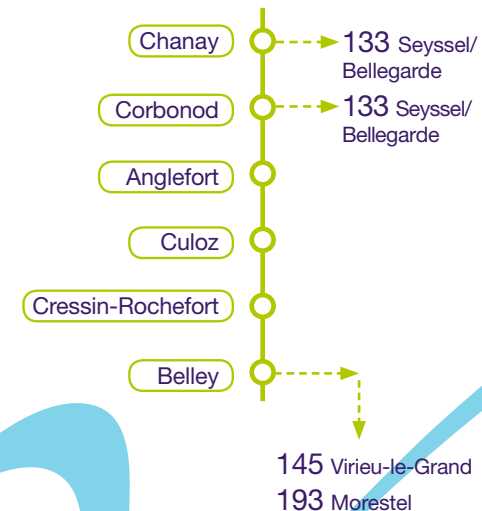 Chanay
133 Seyssel/
Bellegarde
Corbonod
133 Seyssel/
Bellegarde
Anglefort
Culoz
Cressin-Rochefort
Belley
145 Virieu-le-Grand
193 Morestel